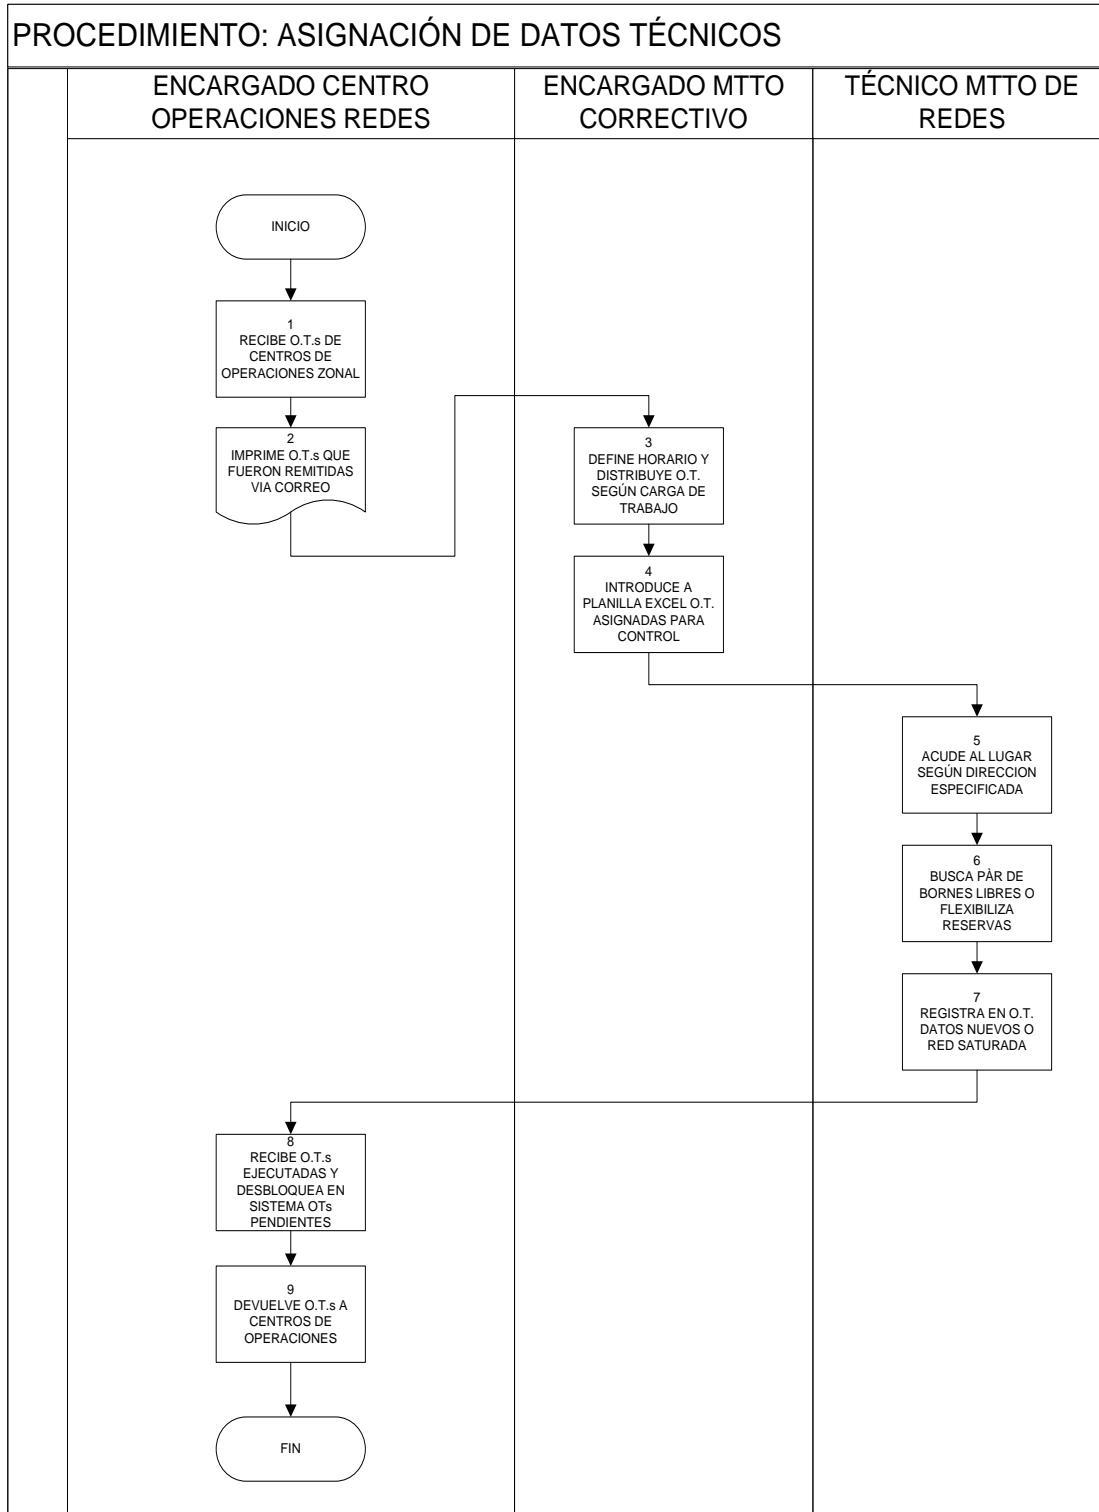 PROCEDIMIENTO: ASIGNACIÓN DE DATOS TÉCNICOS
ENCARGADO CENTRO
OPERACIONES REDES
ENCARGADO MTTO
CORRECTIVO
TÉCNICO MTTO DE
REDES
INICIO
1
RECIBE O.T.s DE
CENTROS DE
OPERACIONES ZONAL
2
IMPRIME O.T.s QUE
FUERON REMITIDAS
VIA CORREO
3
DEFINE HORARIO Y
DISTRIBUYE O.T.
SEGÚN CARGA DE
TRABAJO
4
INTRODUCE A
PLANILLA EXCEL O.T.
ASIGNADAS PARA
CONTROL
5
ACUDE AL LUGAR
SEGÚN DIRECCION
ESPECIFICADA
6
BUSCA PÀR DE
BORNES LIBRES O
FLEXIBILIZA
RESERVAS
7
REGISTRA EN O.T.
DATOS NUEVOS O
RED SATURADA
8
RECIBE O.T.s
EJECUTADAS Y
DESBLOQUEA EN
SISTEMA OTs
PENDIENTES
9
DEVUELVE O.T.s A
CENTROS DE
OPERACIONES
FIN